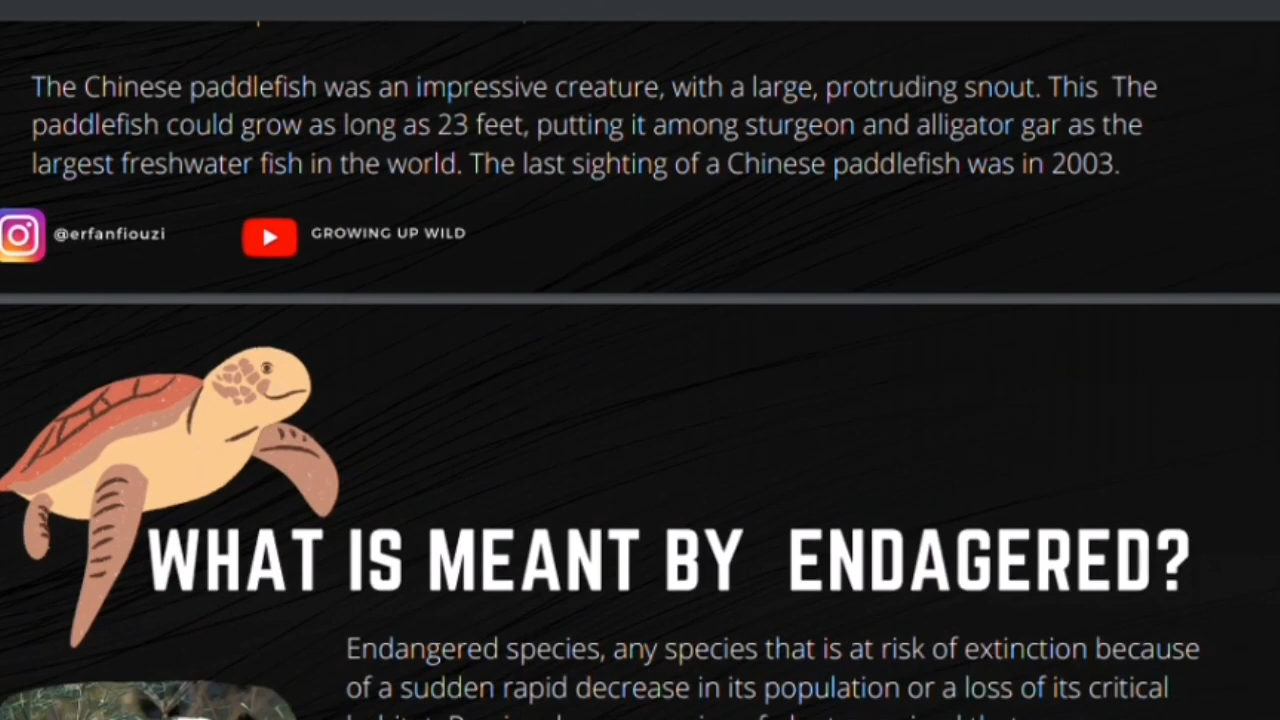 The Chinese paddlefish was an impressive creature, with a large, protruding snout. This  The
paddlefish could grow as long as 23 feet, putting it among sturgeon and alligator gar as the
largest freshwater fish in the world. The last sighting of a Chinese paddlefish was in 2003.
@erfanfiouzi
GROWING UP WILD
WHAT IS MEANT BY  ENDAGERED?
Endangered species, any species that is at risk of extinction because
of a sudden rapid decrease in its population or a loss of its critical